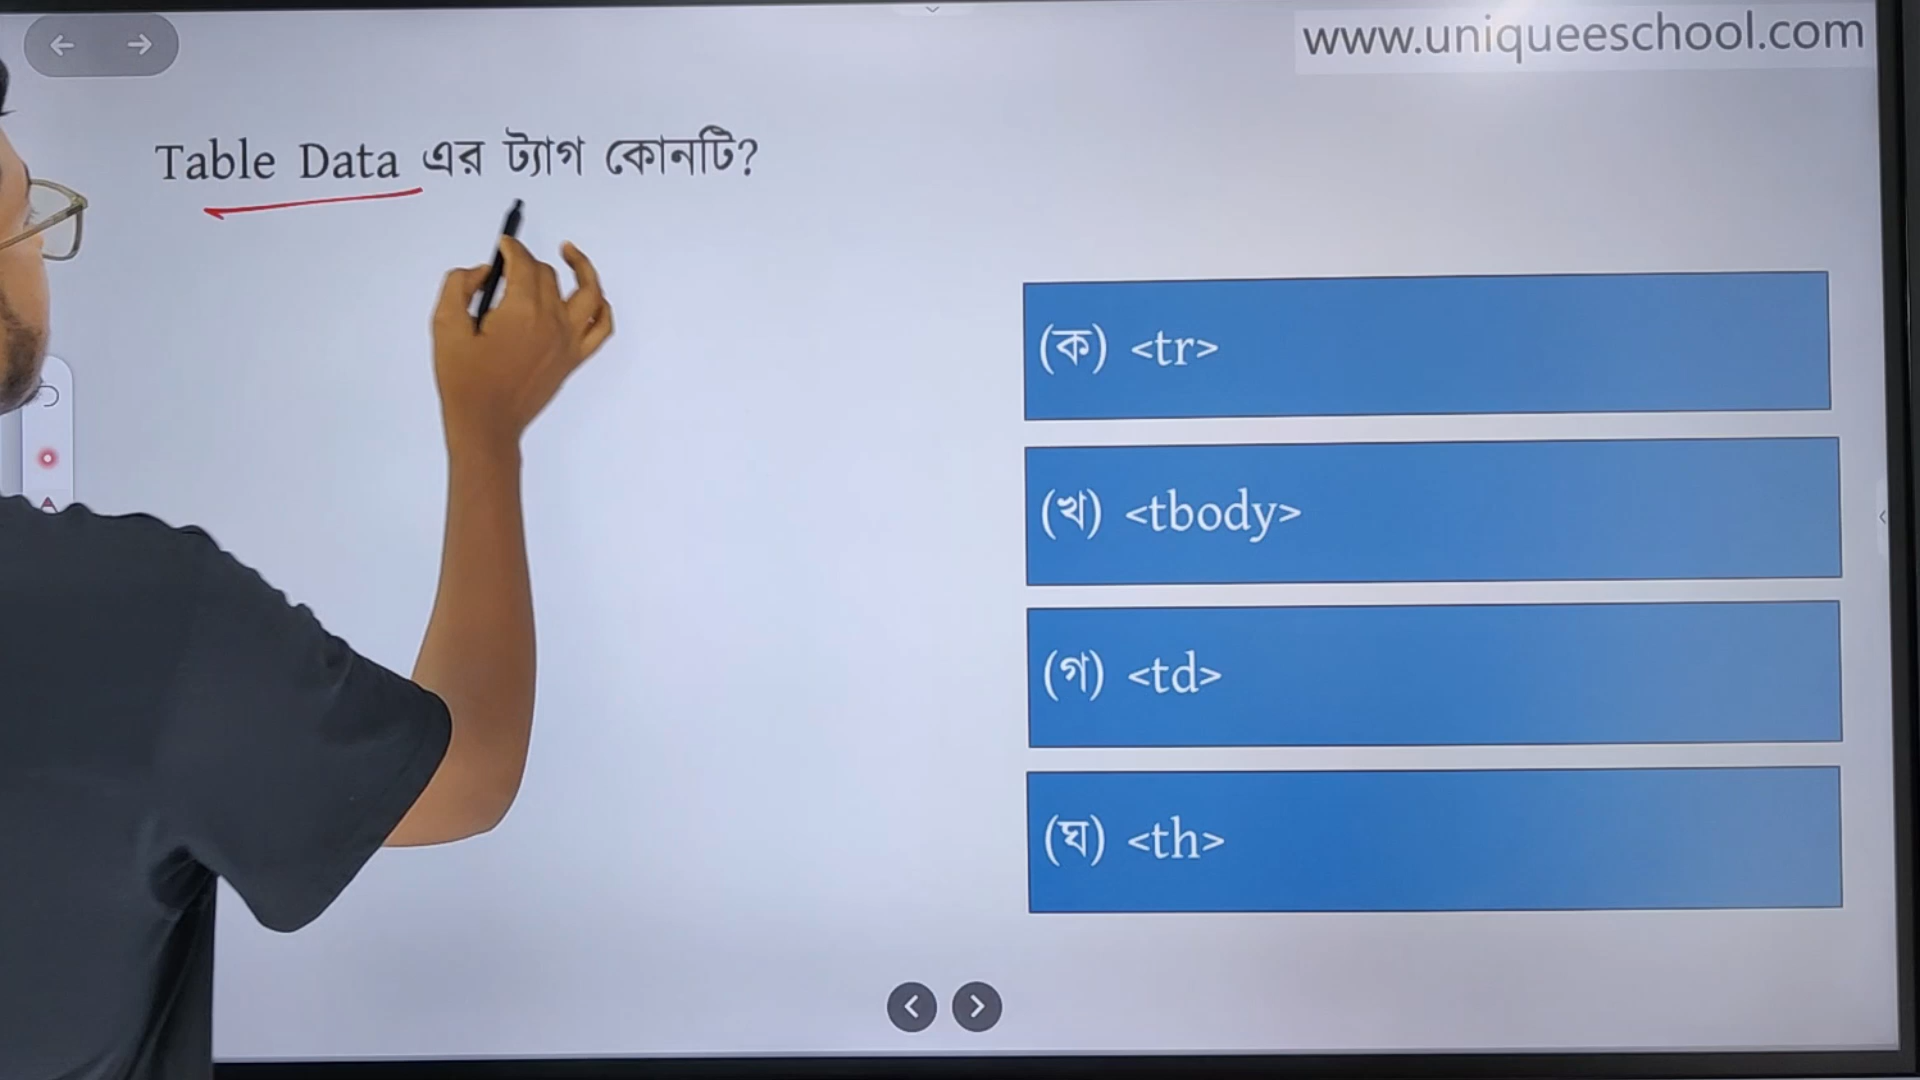 www.uniqueeschool.com
Table Data এর ট্যাগ কোনটি?
(ক) <tr>
(খ) <tbody>
(গ) <td>
(ঘ) <th>